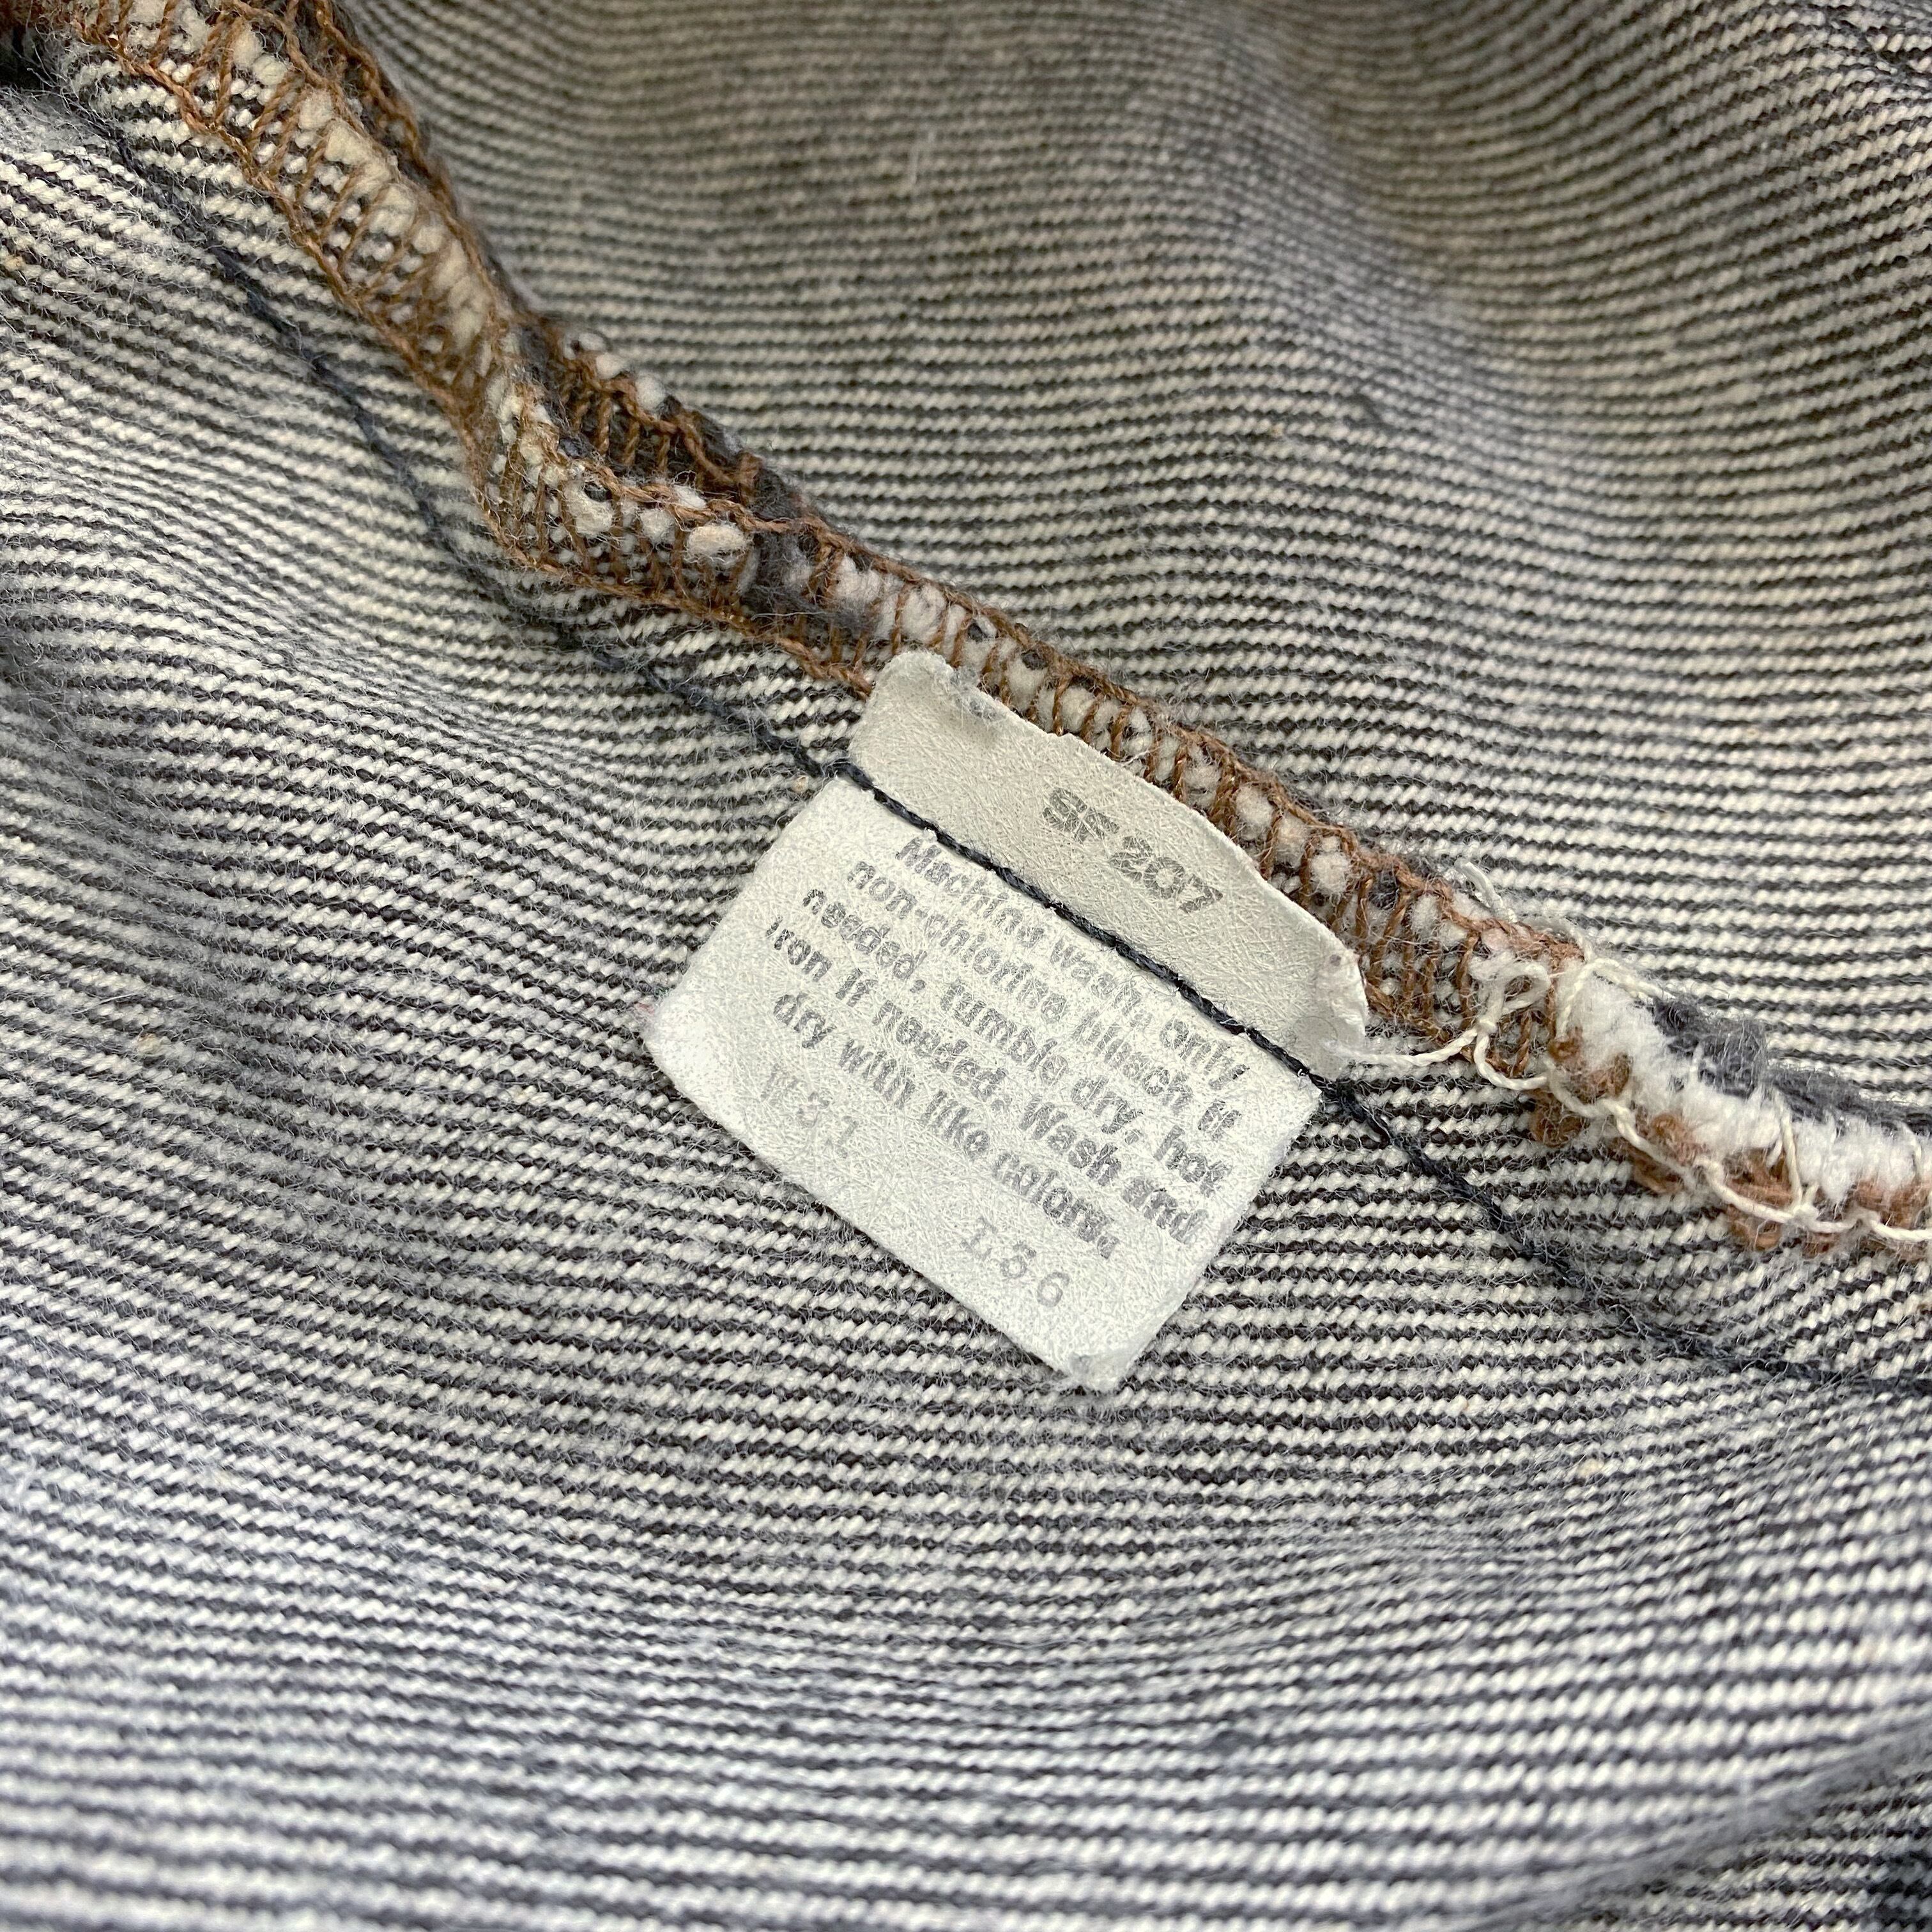 SF 207
Machine wash, only
non-chlorine bleach if
needed, tumble dry, hot
iron if needed. Wash and
dry with like colors.
W31 L36